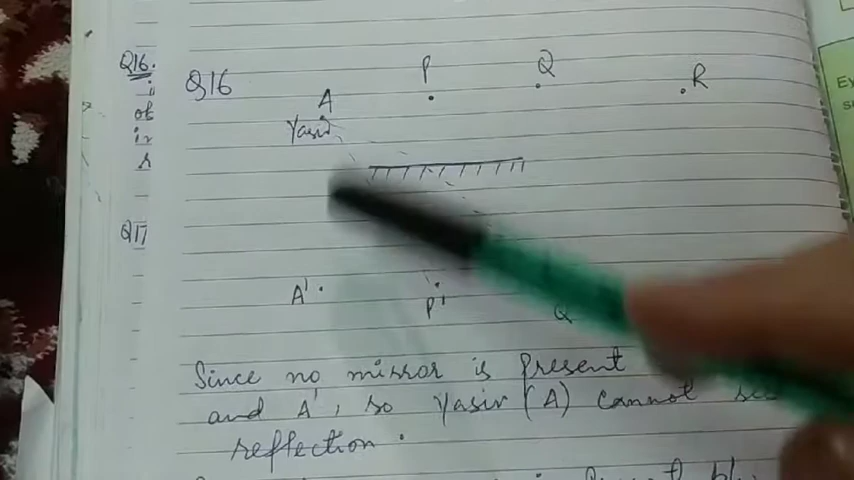 Q16.
Q16
A
P
Q
R
Yasir
Q17
A'
P'
Q
Since no mirror is Present
and A', so Yasir (A) cannot
reflection.